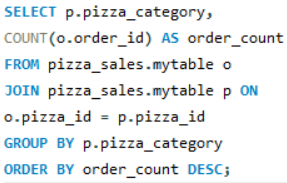 SELECT p.pizza_category,
COUNT(o.order_id) AS order_count
FROM pizza_sales.mytable o
JOIN pizza_sales.mytable p ON
o.pizza_id = p.pizza_id
GROUP BY p.pizza_category
ORDER BY order_count DESC;